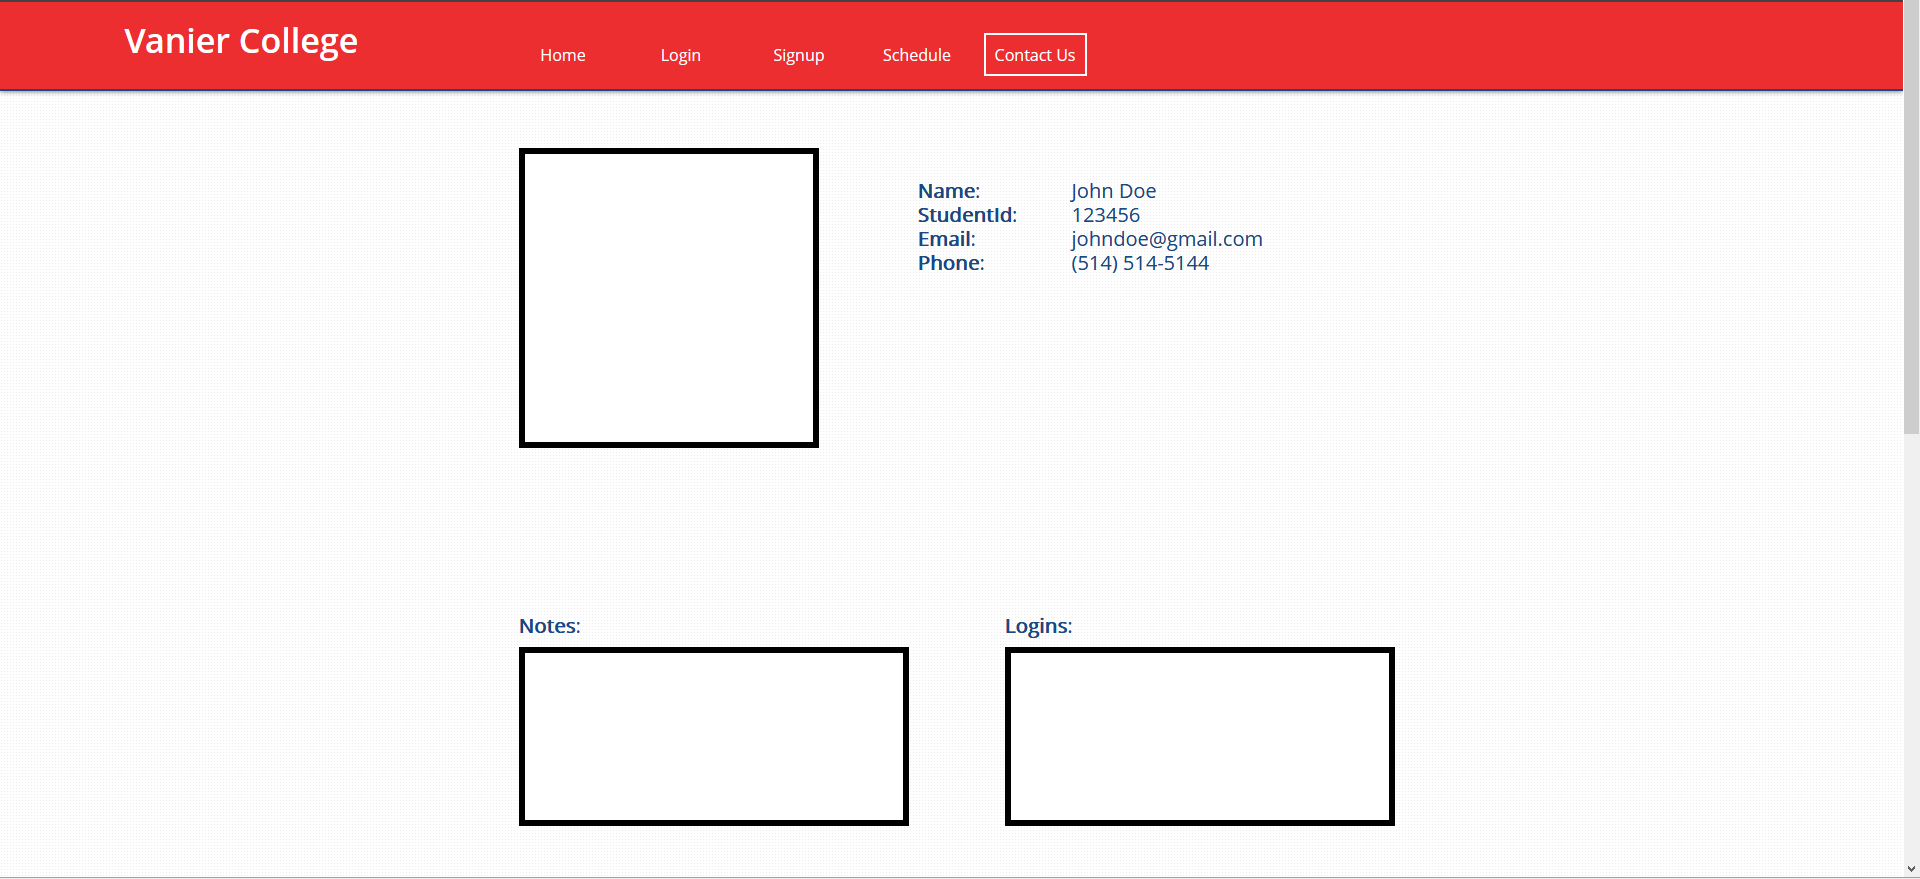 Vanier College
Home Login Signup Schedule Contact Us
Name: John Doe
StudentId: 123456
Email: johndoe@gmail.com
Phone: (514) 514-5144
Notes: Logins: